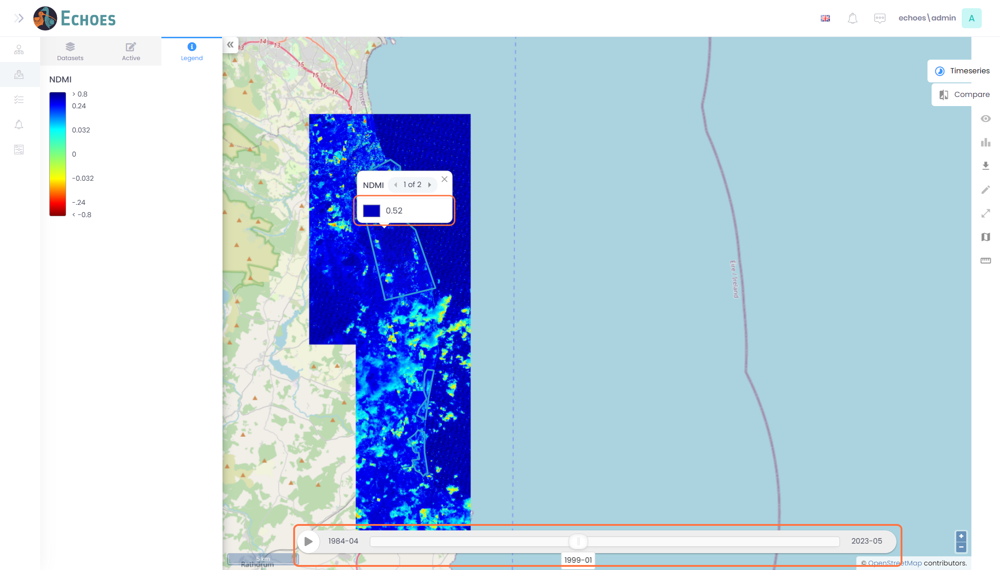 ECHOES
echoes\admin
A
Datasets
Active
Legend
NDMI
> 0.8
0.24
0.032
0
-0.032
-.24
< -0.8
13
14
13
15
15
16
16
4
Leinster
Timeseries
Compare
NDMI
1 of 2
0.52
Éire / Ireland
1984-04
2023-05
1999-01
5 km
Rathdrum
© OpenStreetMap contributors.